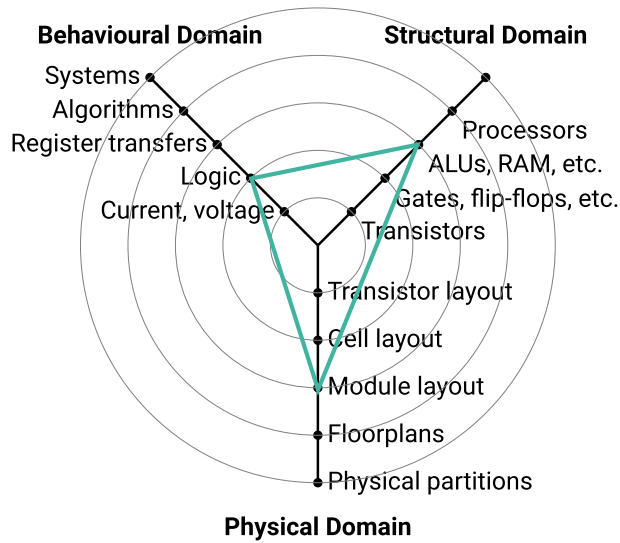 Behavioural Domain
Structural Domain
Systems
Algorithms
Register transfers
Logic
Current, voltage
Processors
ALUs, RAM, etc.
Gates, flip-flops, etc.
Transistors
Transistor layout
Cell layout
Module layout
Floorplans
Physical partitions
Physical Domain